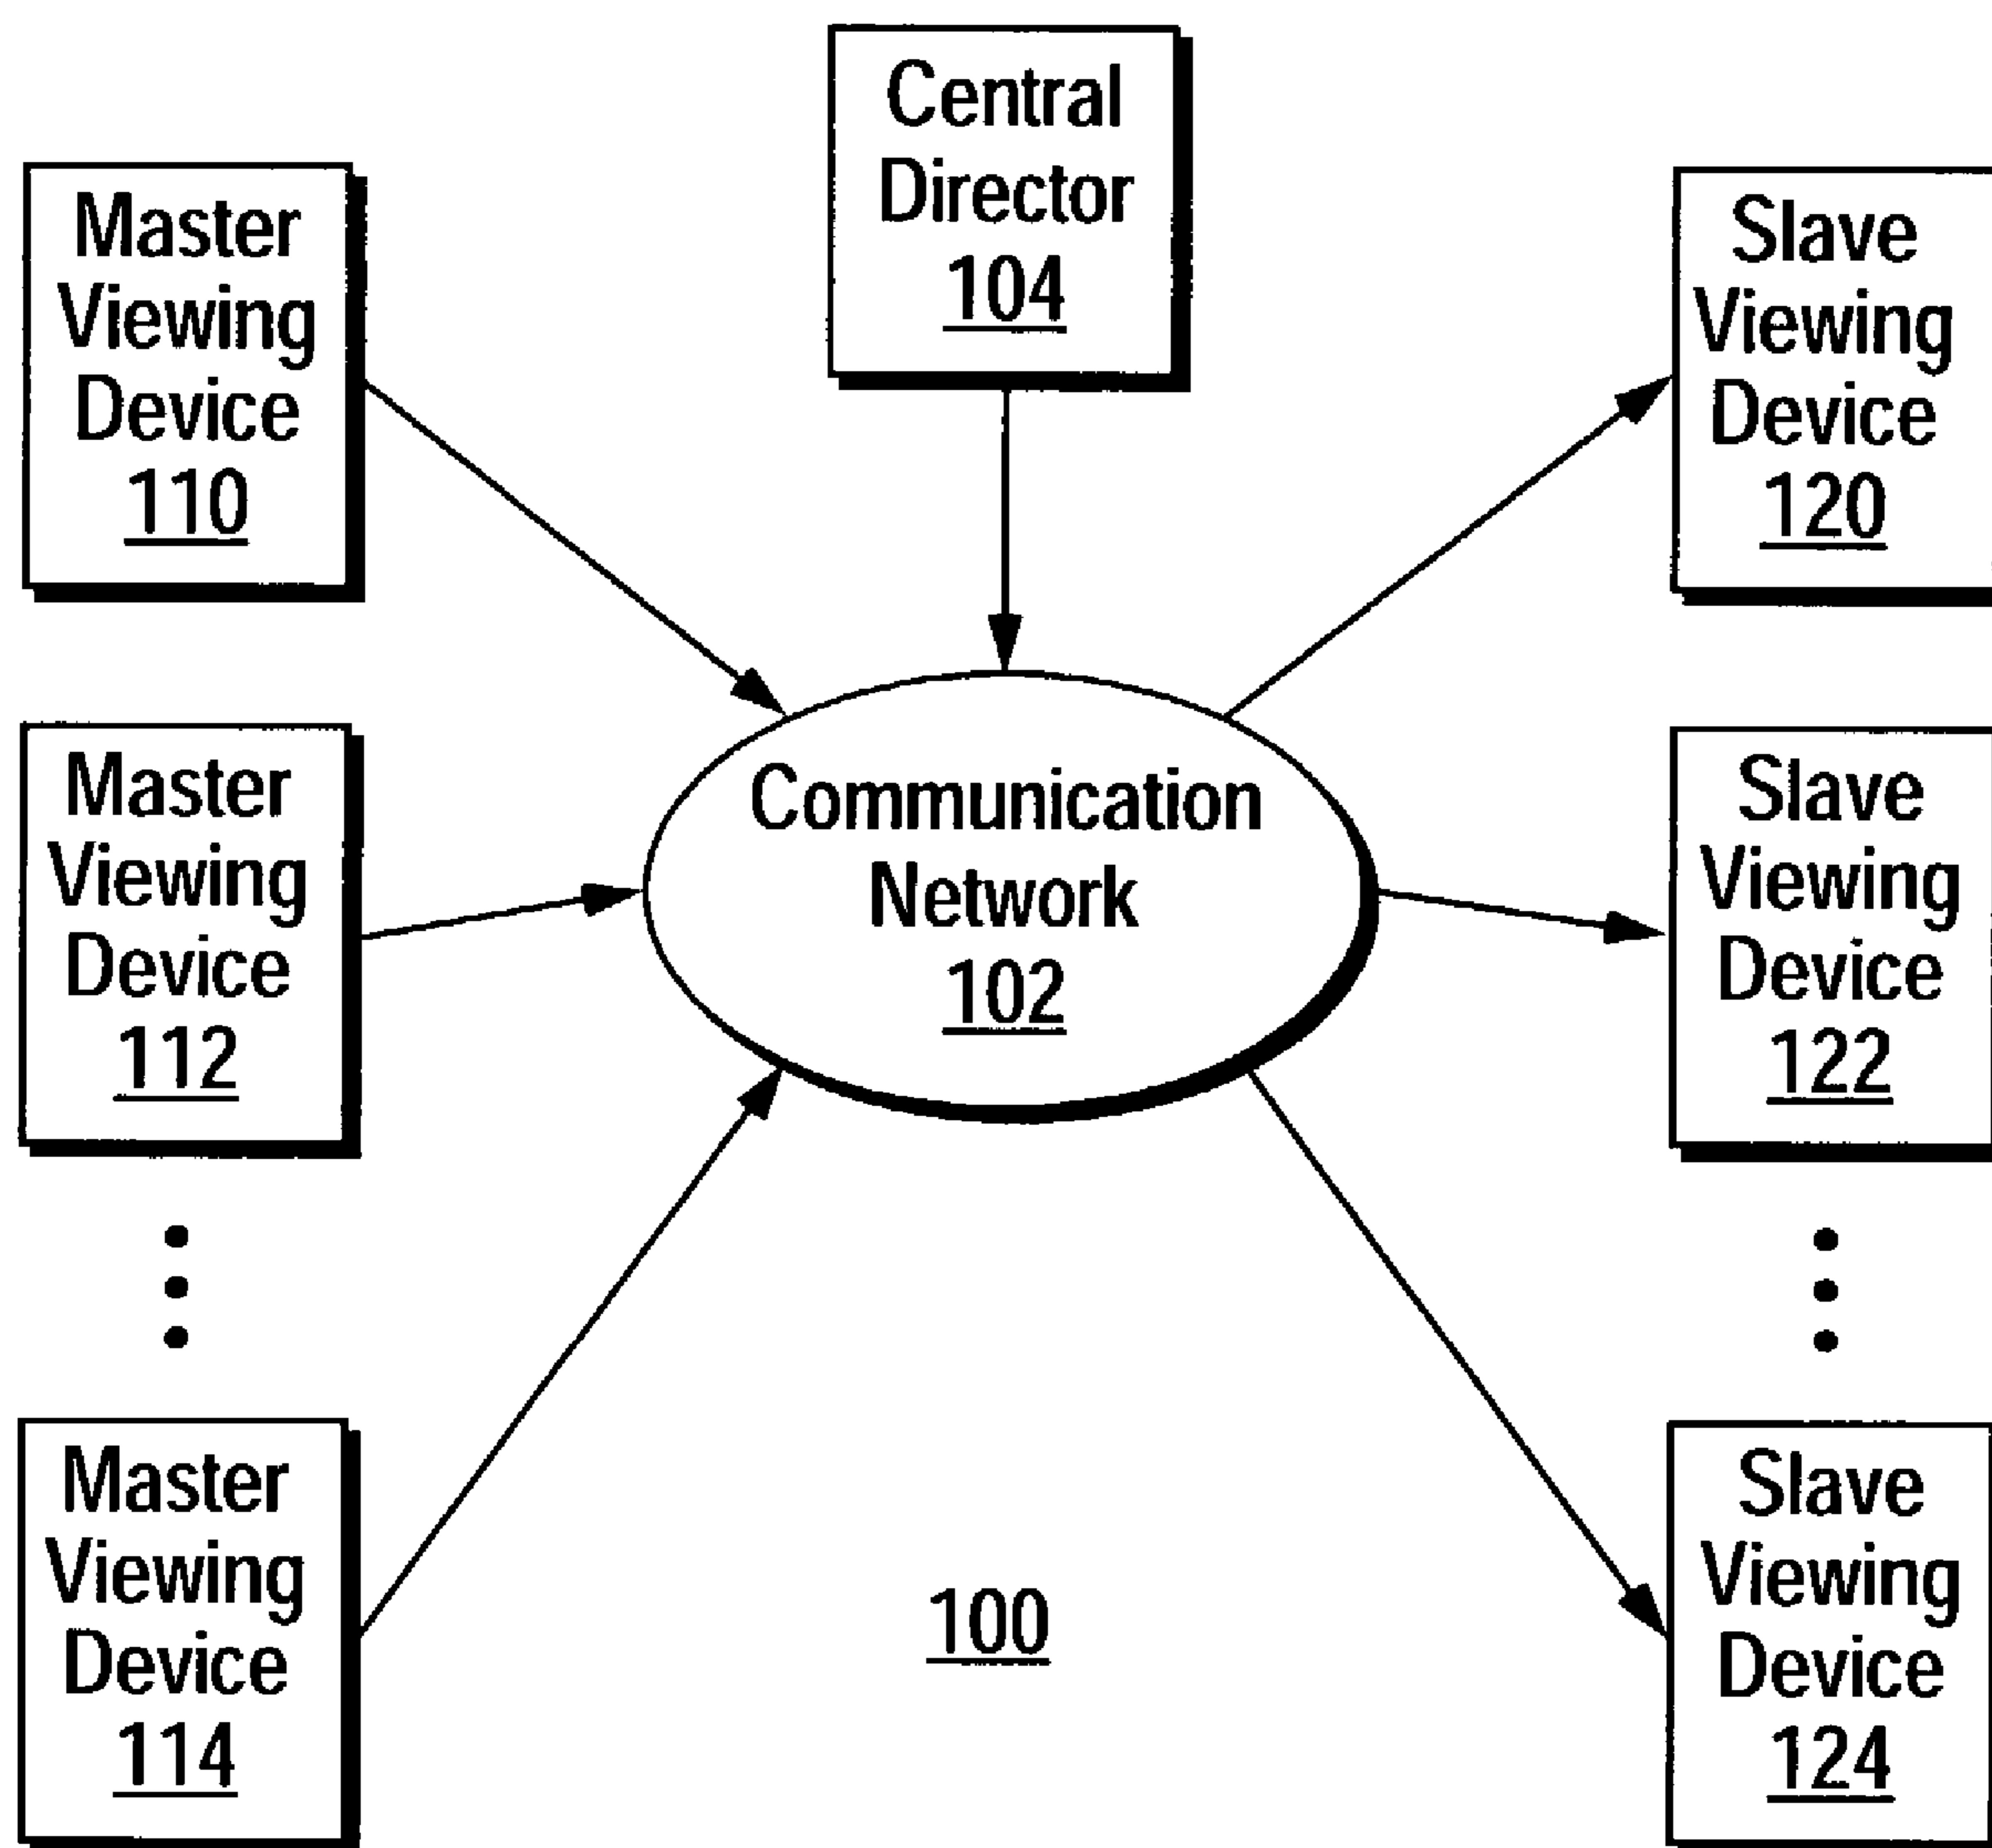 Central
Director
104
Master
Viewing
Device
110
Slave
Viewing
Device
120
Master
Viewing
Device
112
Communication
Network
102
Slave
Viewing
Device
122
Master
Viewing
Device
114
100
Slave
Viewing
Device
124